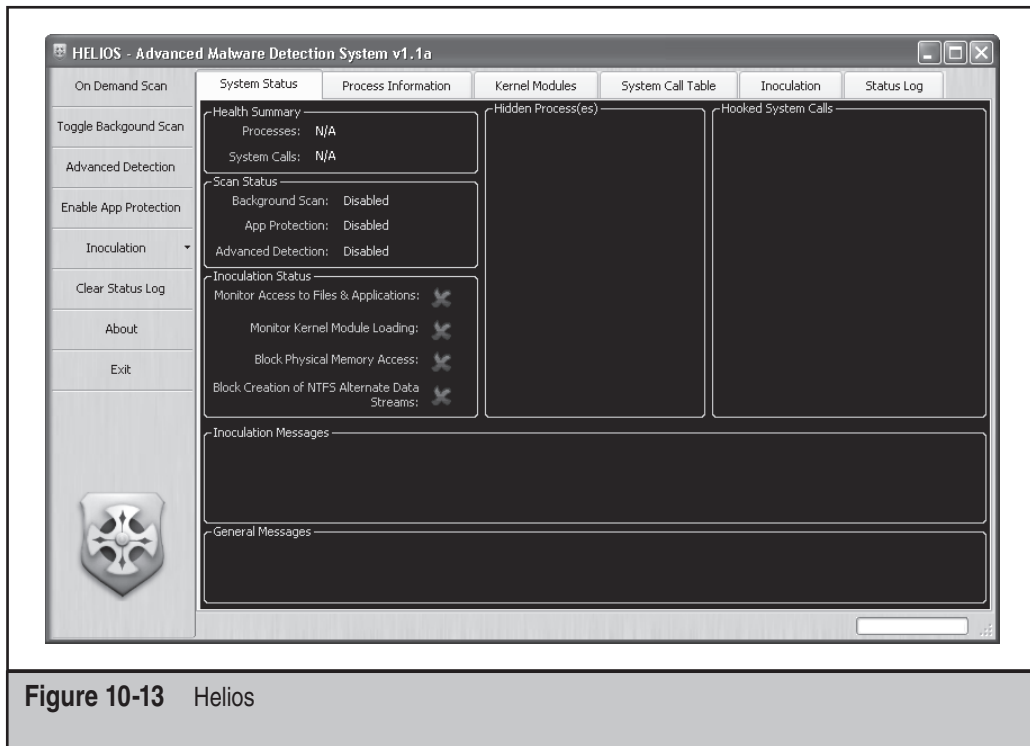 HELIOS - Advanced Malware Detection System v1.1a
On Demand Scan
Toggle Backgound Scan
Advanced Detection
Enable App Protection
Inoculation
Clear Status Log
About
Exit
System Status
Process Information
Kernel Modules
System Call Table
Inoculation
Status Log
Health Summary
Processes: N/A
System Calls: N/A
Scan Status
Background Scan: Disabled
App Protection: Disabled
Advanced Detection: Disabled
Inoculation Status
Monitor Access to Files & Applications:
Monitor Kernel Module Loading:
Block Physical Memory Access:
Block Creation of NTFS Alternate Data
Streams:
Hidden Process(es)
Hooked System Calls
Inoculation Messages
General Messages
Figure 10-13 Helios